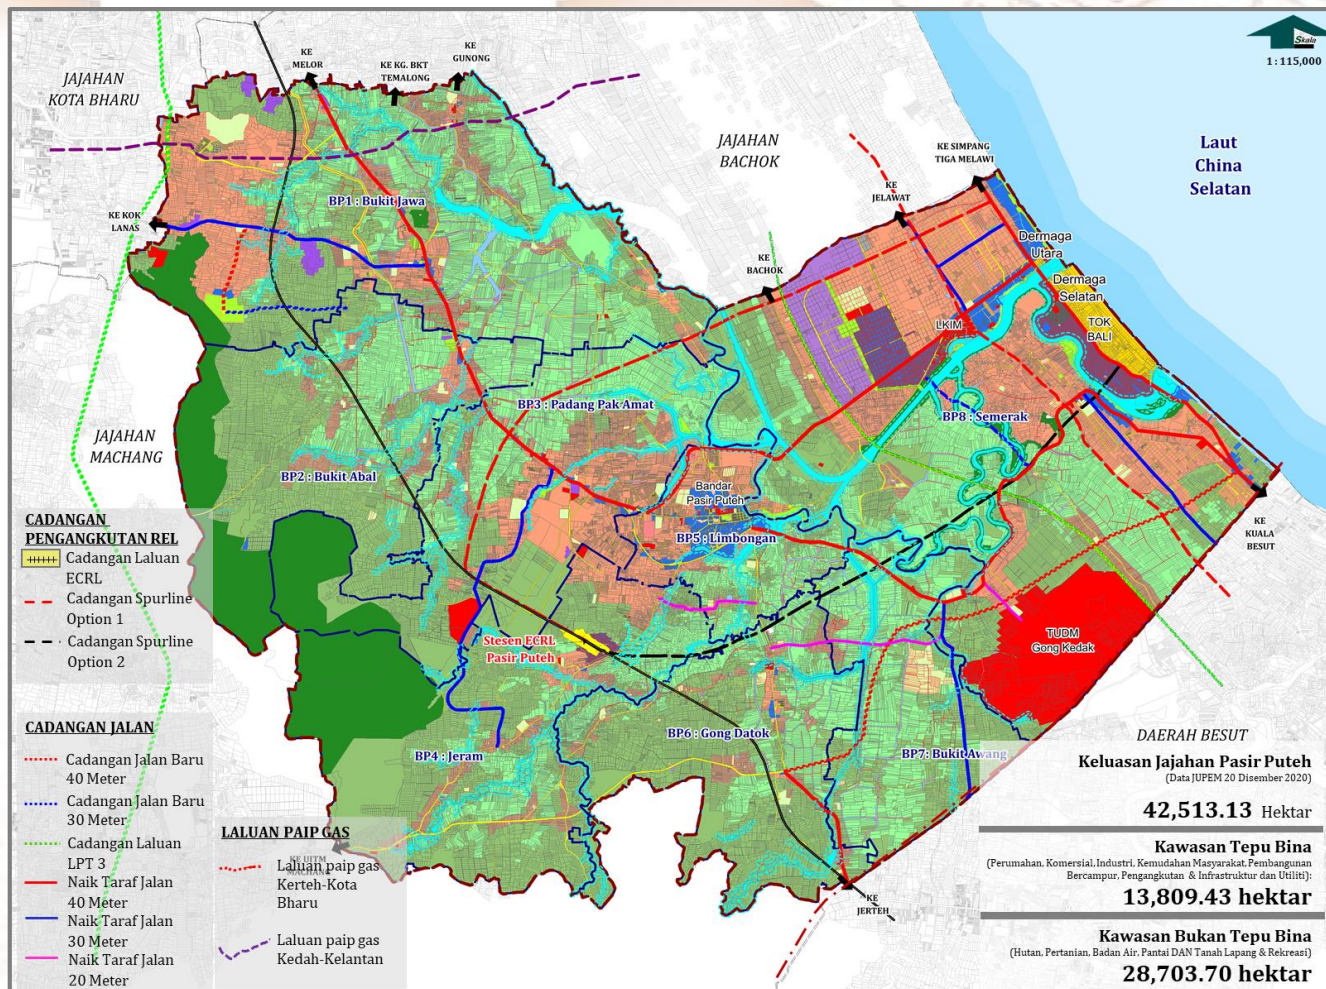 Skala
1 : 115,000
KE
MELOR
KE KG. BKT
TEMALONG
KE
GUNONG
JAJAHAN
KOTA BHARU
JAJAHAN
BACHOK
KE SIMPANG
TIGA MELAWI
Laut
China
Selatan
KE
JELAWAT
KE KOK
LANAS
BP1 : Bukit Jawa
KE
BACHOK
Dermaga
Utara
Dermaga
Selatan
TOK
BALI
LKIM
BP3 : Padang Pak Amat
BP8 : Semerak
JAJAHAN
MACHANG
BP2 : Bukit Abal
Bandar
Pasir Puteh
BP5 : Limbongan
KE
KUALA
BESUT
CADANGAN
PENGANGKUTAN REL
Cadangan Laluan
ECRL
Cadangan Spurline
Option 1
Cadangan Spurline
Option 2
Stesen ECRL
Pasir Puteh
TUDM
Gong Kedak
BP4 : Jeram
BP6 : Gong Datok
BP7: Bukit Awang
DAERAH BESUT
CADANGAN JALAN
Cadangan Jalan Baru
40 Meter
Cadangan Jalan Baru
30 Meter
Cadangan Laluan
LPT 3
Naik Taraf Jalan
40 Meter
Naik Taraf Jalan
30 Meter
Naik Taraf Jalan
20 Meter
LALUAN PAIP GAS
KE UITM
MACHANG
Laluan paip gas
Kerteh-Kota
Bharu
Laluan paip gas
Kedah-Kelantan
KE
JERTEH
Keluasan Jajahan Pasir Puteh
(Data JUPEM 20 Disember 2020)
42,513.13 Hektar
Kawasan Tepu Bina
(Perumahan, Komersial, Industri, Kemudahan Masyarakat, Pembangunan
Bercampur, Pengangkutan & Infrastruktur dan Utiliti):
13,809.43 hektar
Kawasan Bukan Tepu Bina
(Hutan, Pertanian, Badan Air, Pantai DAN Tanah Lapang & Rekreasi)
28,703.70 hektar